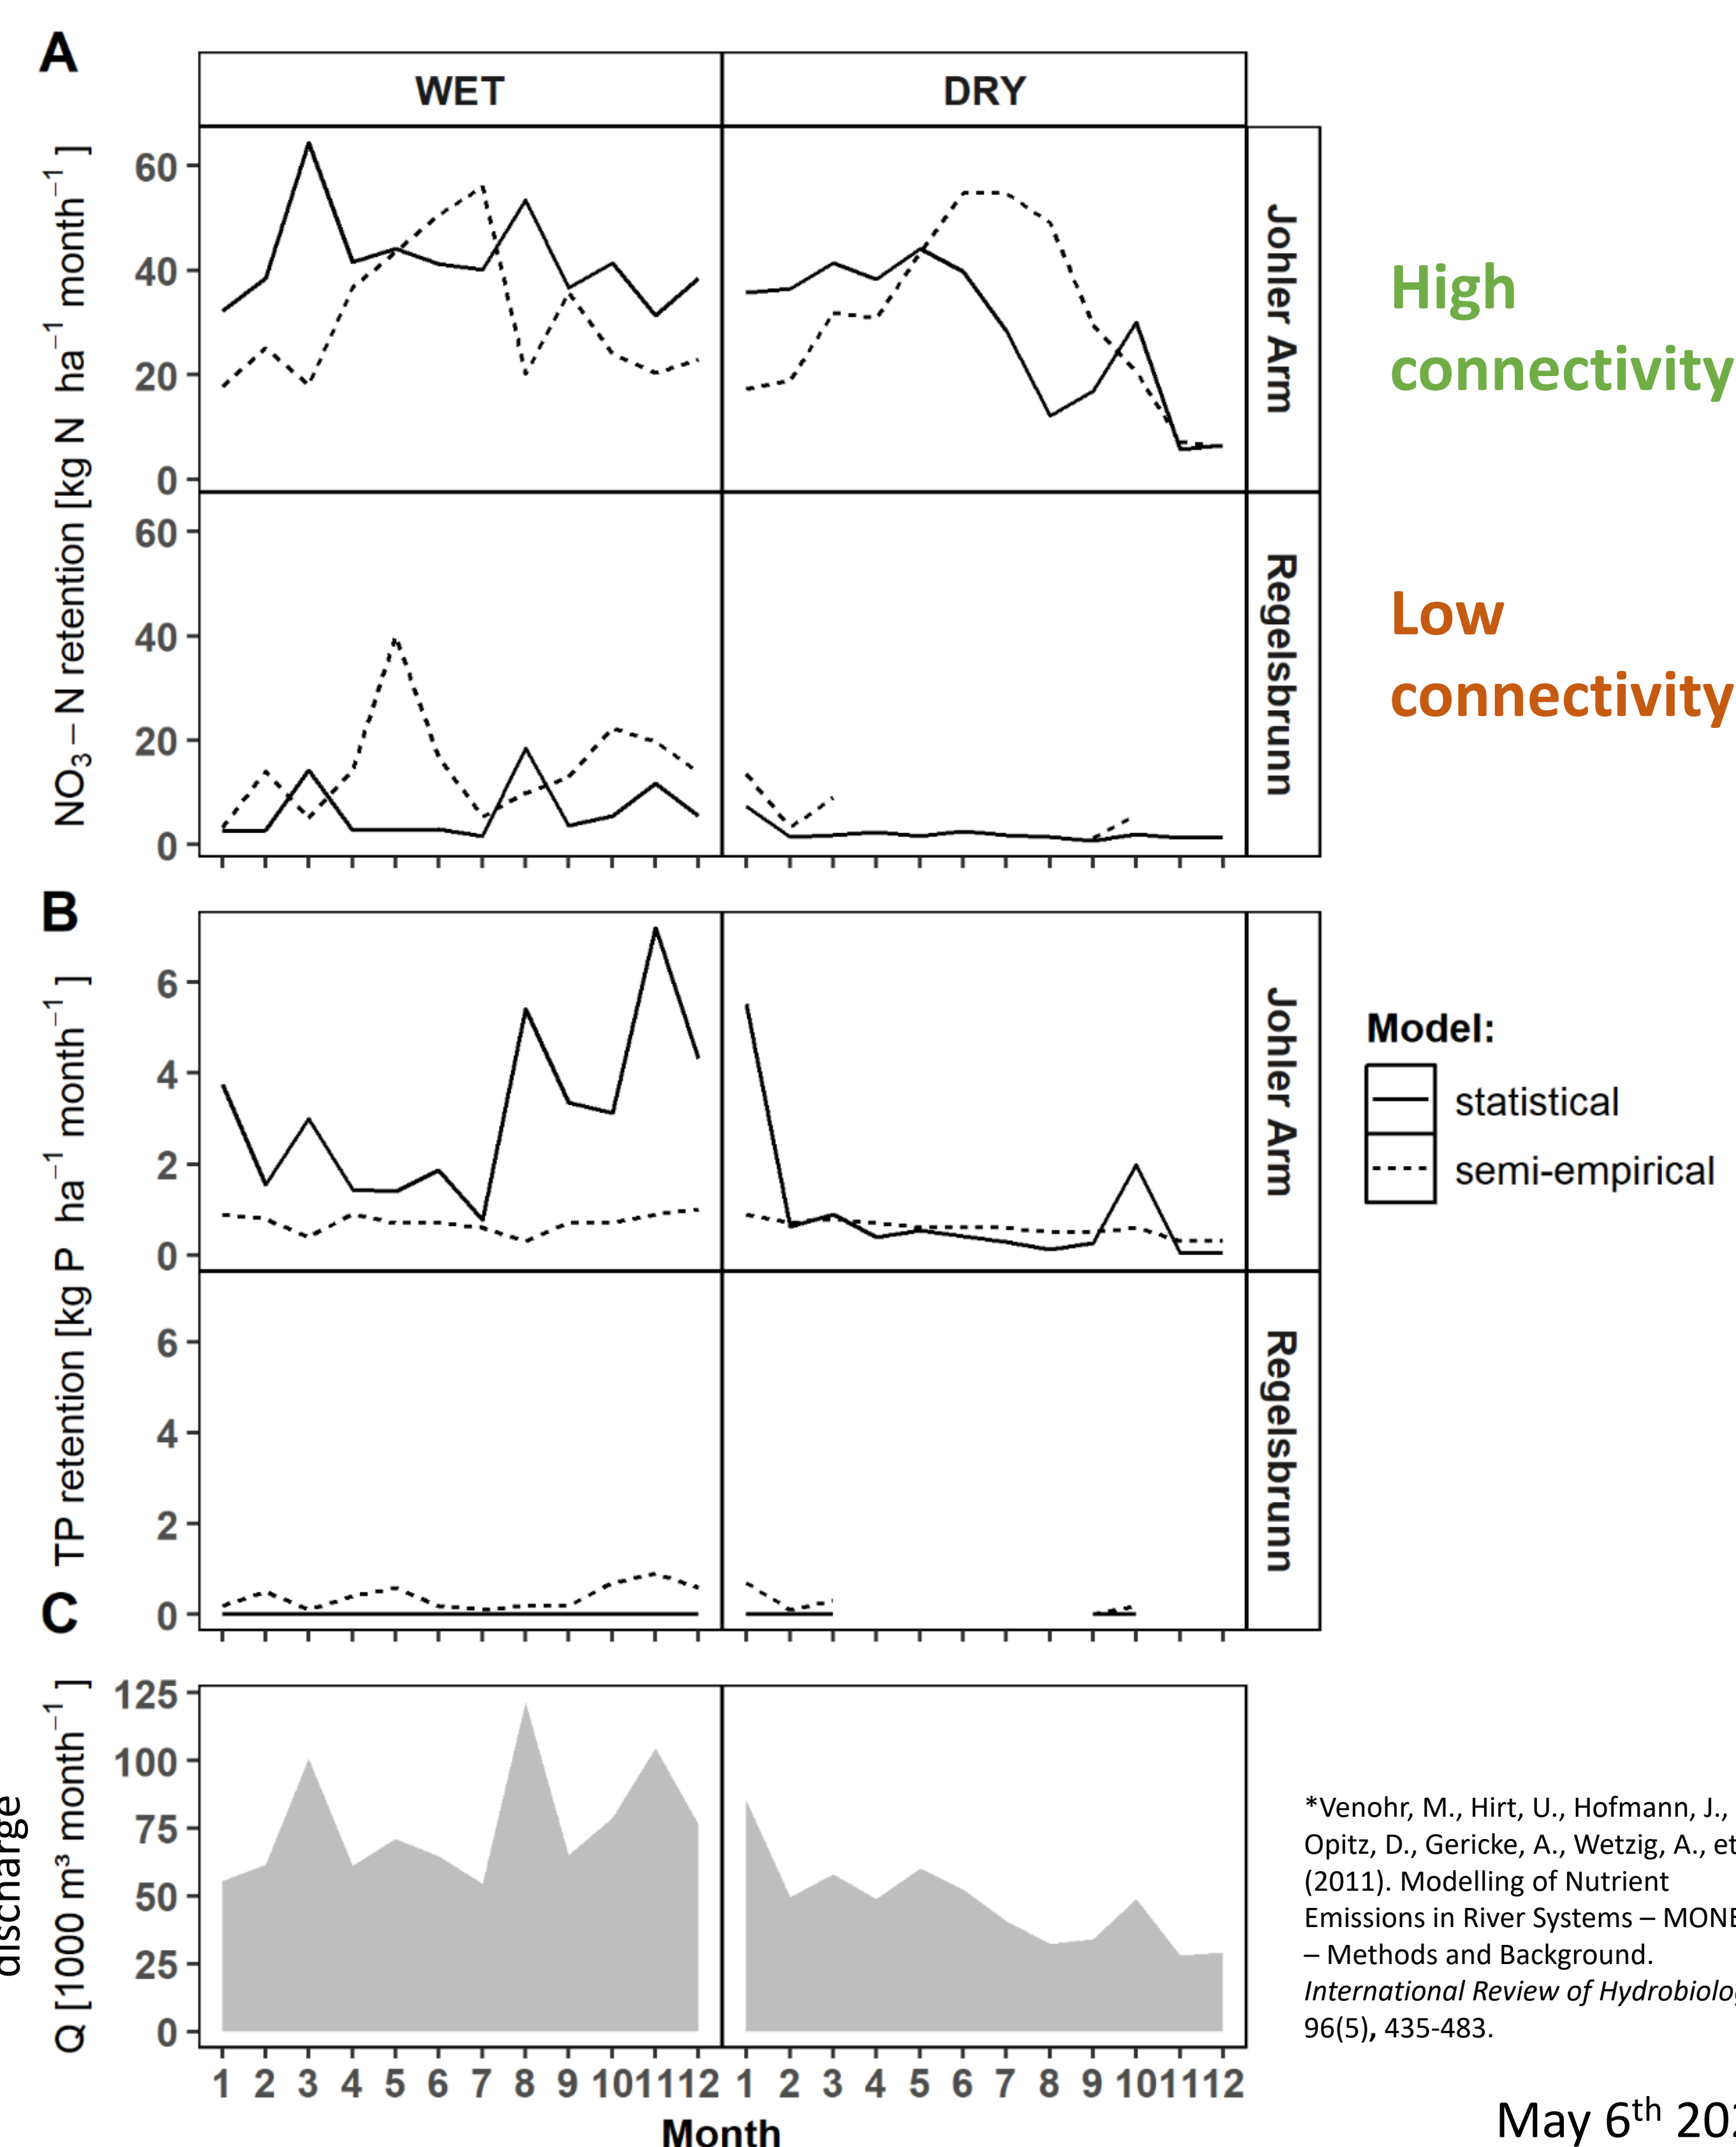 A
WET
DRY
NO₃ – N retention [kg N ha⁻¹ month⁻¹ ]
60
40
20
0
Johler Arm
High
connectivity
60
40
20
0
Regelsbrunn
Low
connectivity
B
TP retention [kg P ha⁻¹ month⁻¹ ]
6
4
2
0
Johler Arm
Model:
statistical
semi-empirical
6
4
2
0
Regelsbrunn
C
discharge
Q [1000 m³ month⁻¹ ]
125
100
75
50
25
0
1 2 3 4 5 6 7 8 9 10 11 12 1 2 3 4 5 6 7 8 9 10 11 12
Month
*Venohr, M., Hirt, U., Hofmann, J.,
Opitz, D., Gericke, A., Wetzig, A., et
(2011). Modelling of Nutrient
Emissions in River Systems –
– Methods and Background.
International Review of
96(5), 435-483.
May 6th